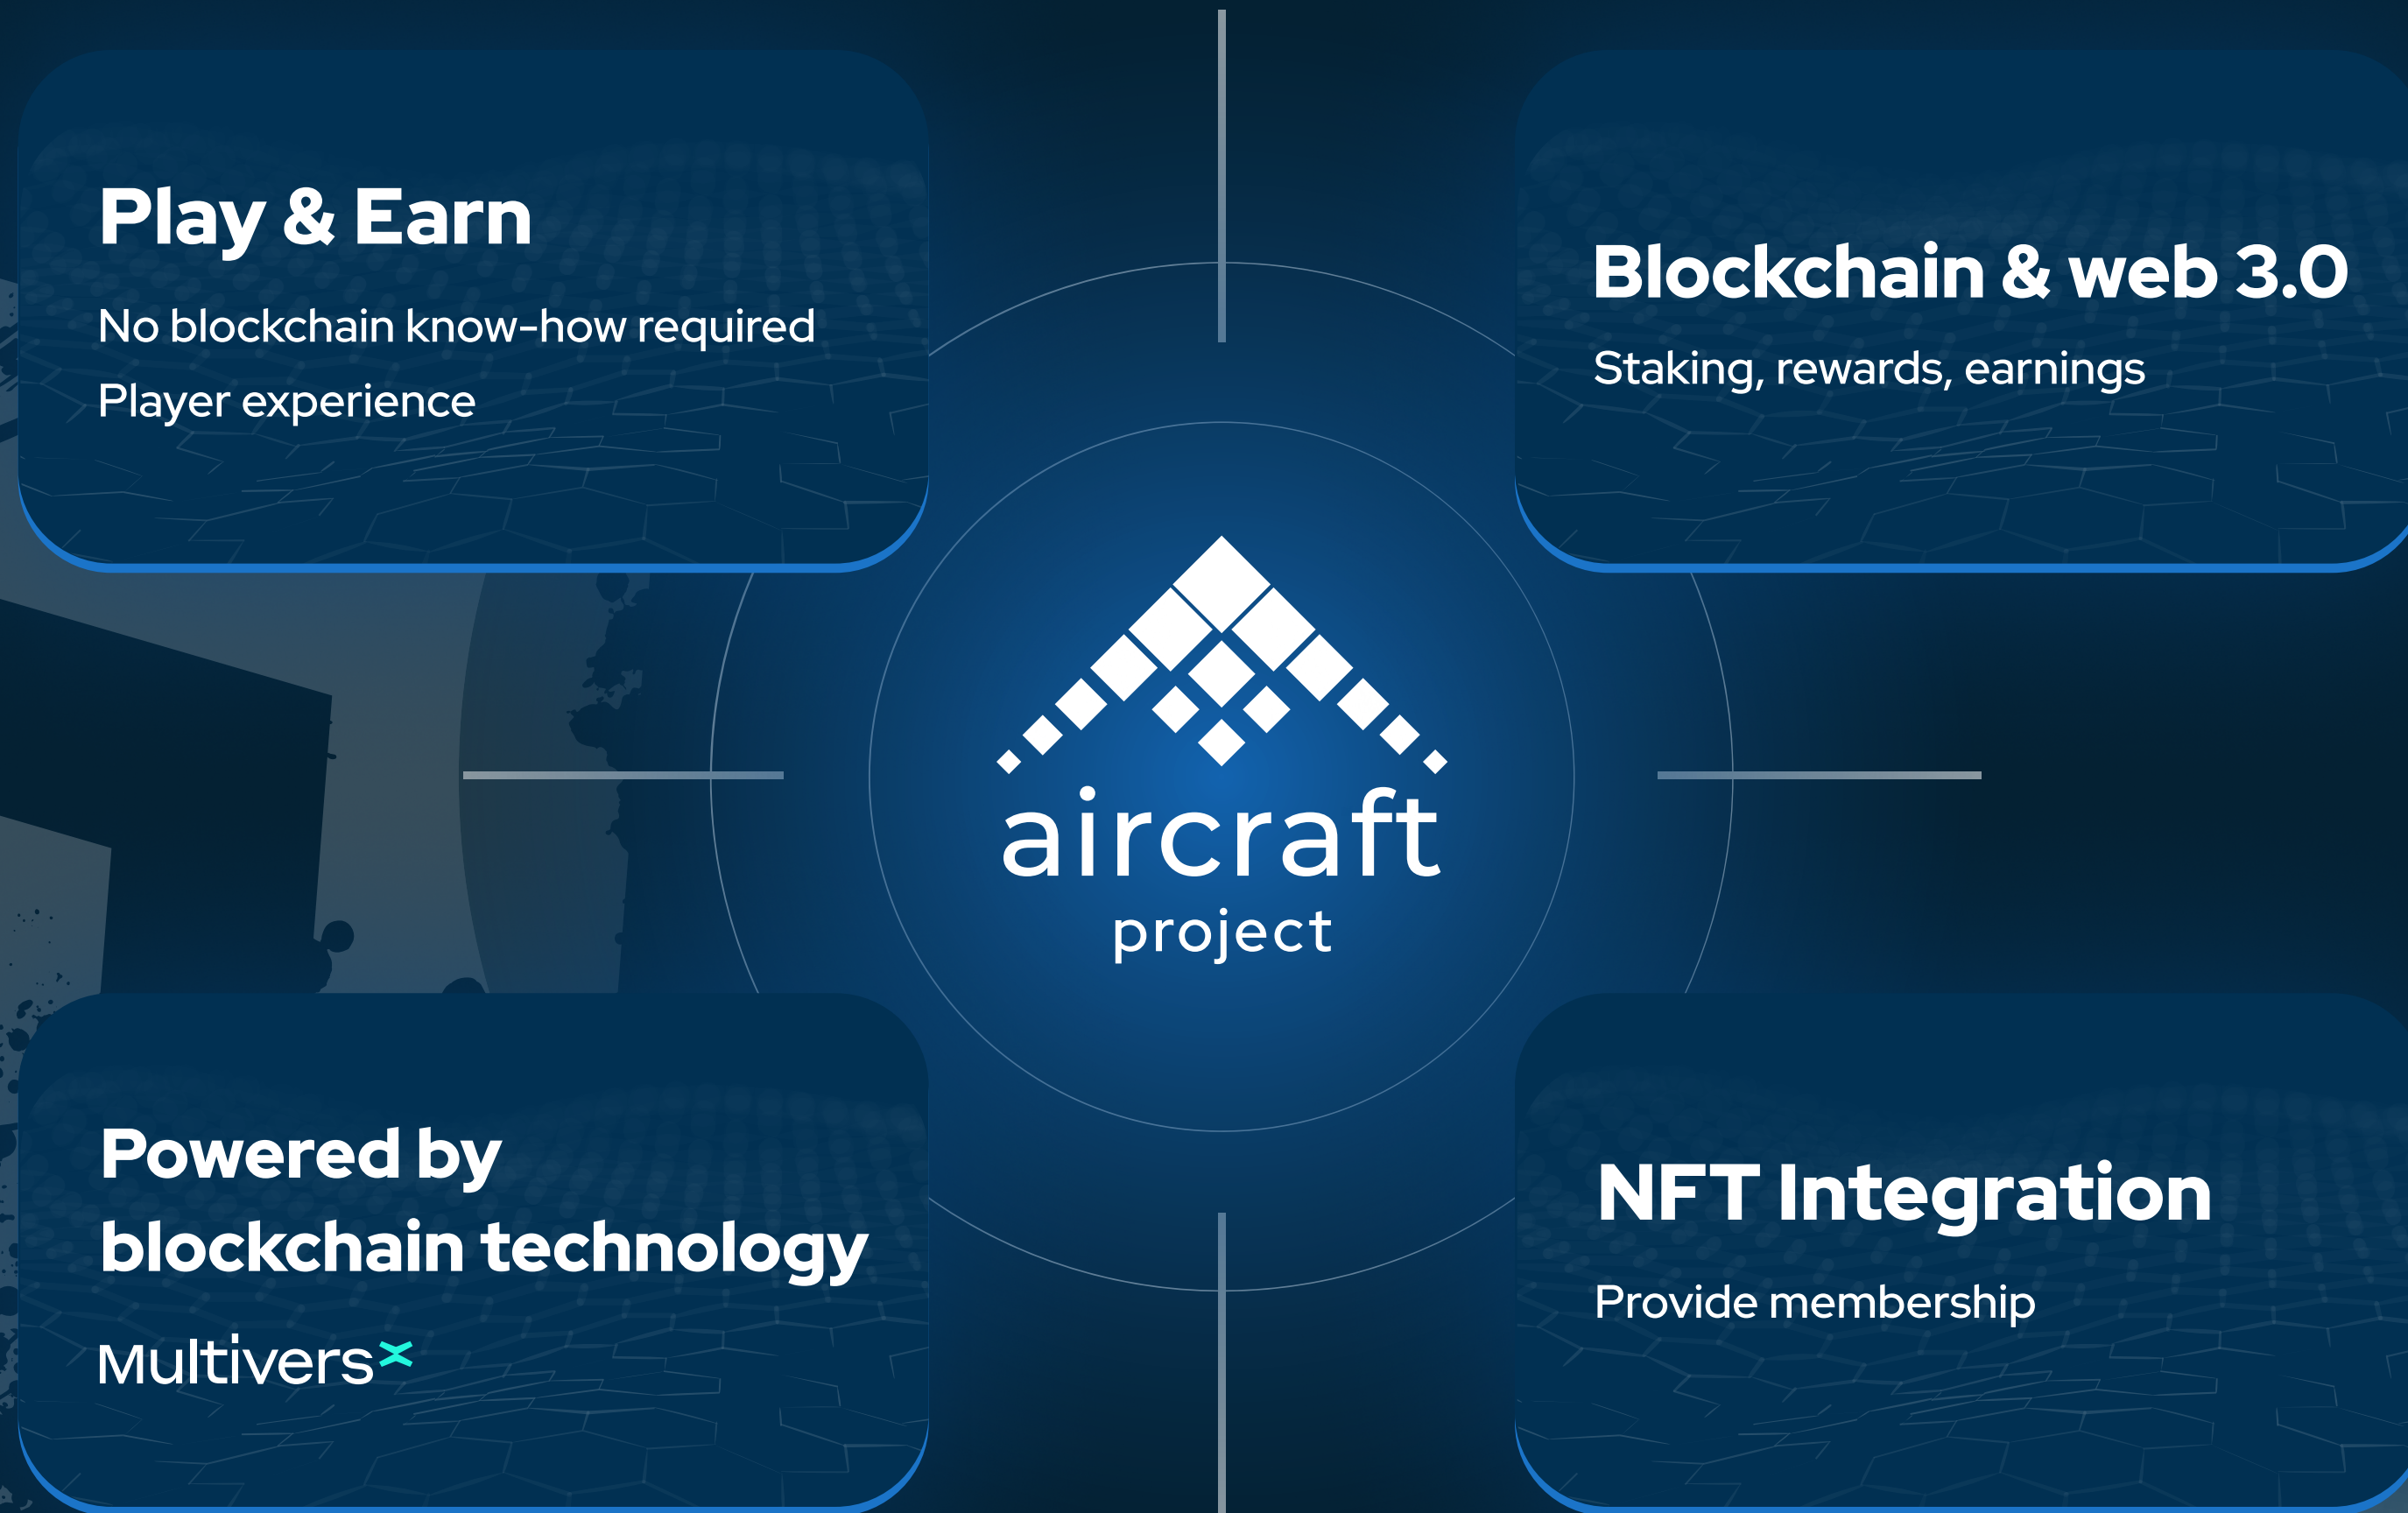 Play & Earn
No blockchain know-how required
Player experience
Blockchain & web 3.0
Staking, rewards, earnings
aircraft
project
Powered by
blockchain technology
MultiversX
NFT Integration
Provide membership